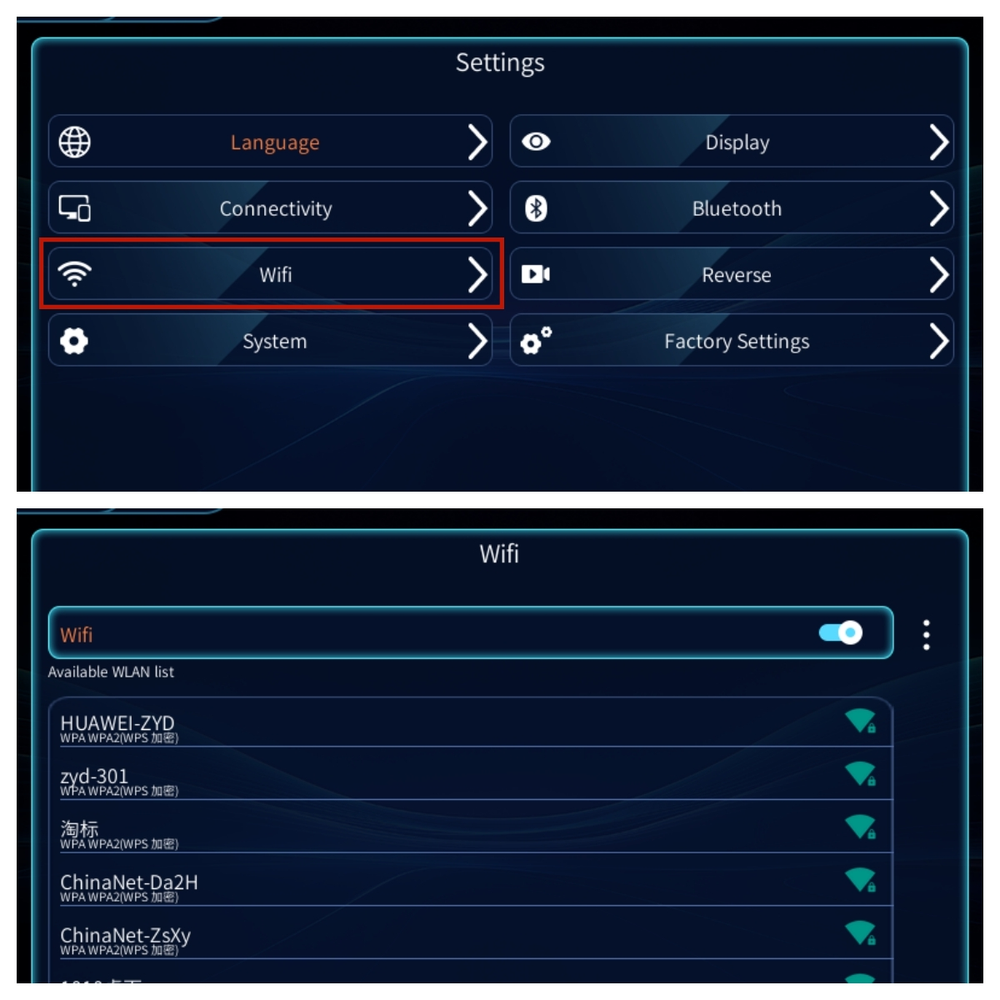 Settings
Language
Display
Connectivity
Bluetooth
Wifi
Reverse
System
Factory Settings
Wifi
Wifi
Available WLAN list
HUAWEI-ZYD
WPA WPA2(WPS 加密)
zyd-301
WPA WPA2(WPS 加密)
淘标
WPA WPA2(WPS 加密)
ChinaNet-Da2H
WPA WPA2(WPS 加密)
ChinaNet-ZsXy
WPA WPA2(WPS 加密)